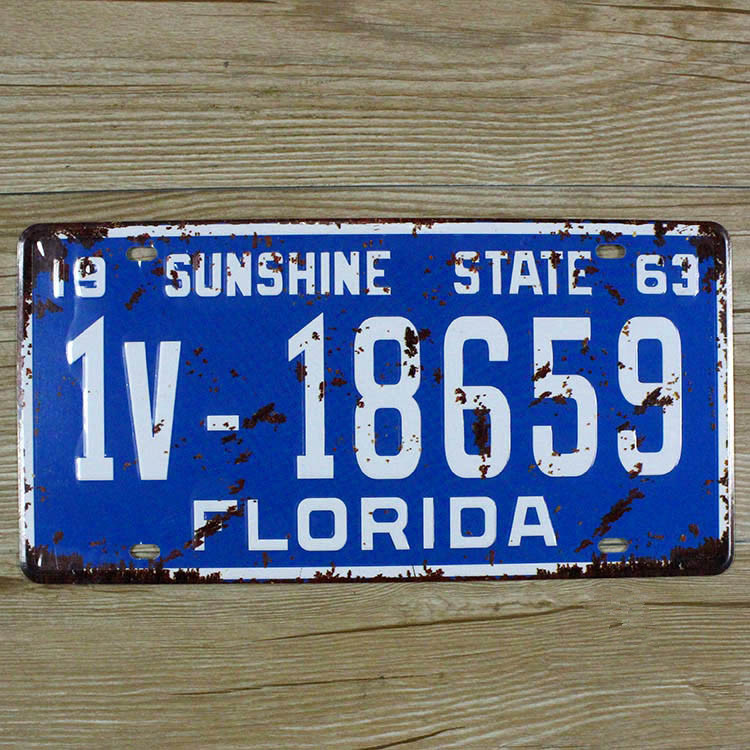 19 SUNSHINE STATE 63
1V-18659
FLORIDA